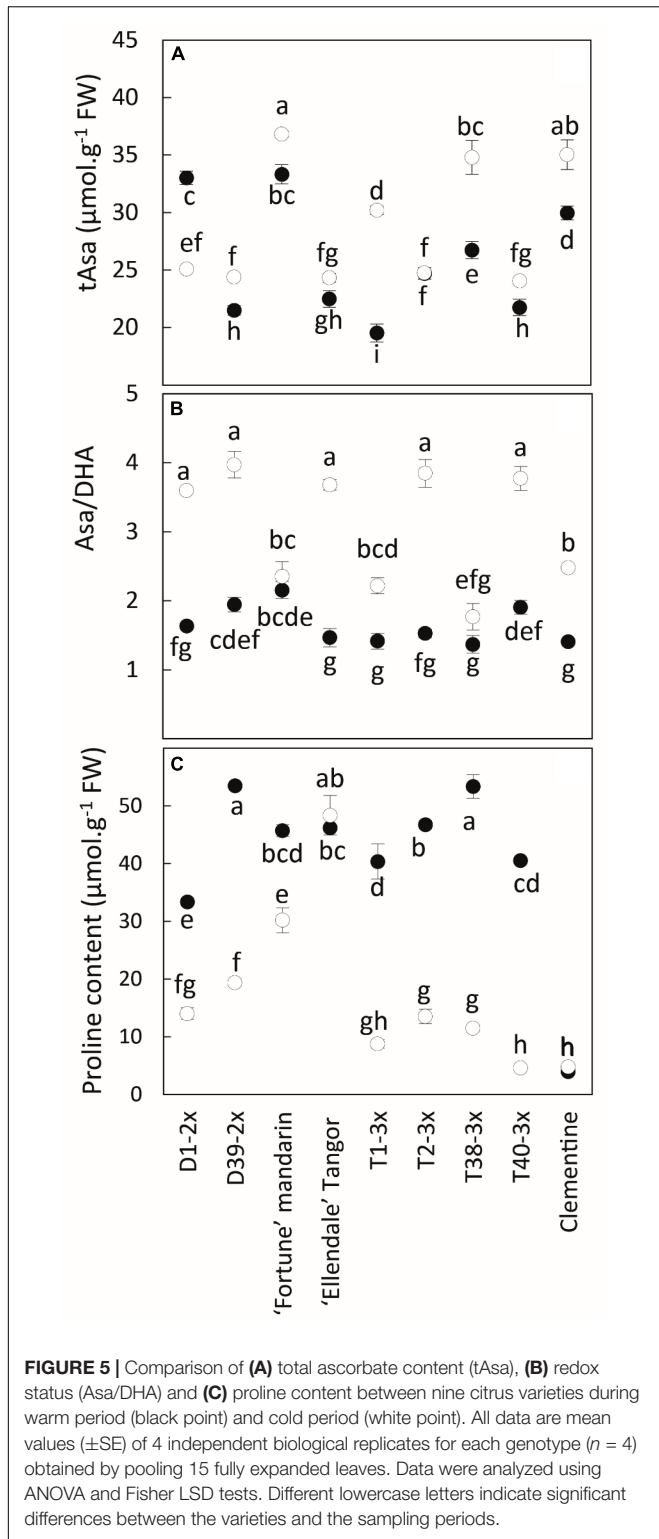 45
A
40
a
bc
ab
35
c
bc
d
d
30
ef
f
fg
f
fg
25
e
f
h
gh
h
20
i
tAsa (µmol.g⁻¹ FW)
5
B
a
a
a
a
a
4
3
bc
bcd
b
efg
2
bcde
fg
cdef
g
g
fg
g
def
g
1
Asa/DHA
C
ab
50
a
bcd
bc
b
a
40
d
cd
e
30
e
fg
f
20
gh
g
g
h
h
h
10
0
Proline content (µmol.g⁻¹ FW)
D1-2x
D39-2x
'Fortune' mandarin
'Ellendale' Tangor
T1-3x
T2-3x
T38-3x
T40-3x
Clementine
FIGURE 5 | Comparison of (A) total ascorbate content (tAsa), (B) redox
status (Asa/DHA) and (C) proline content between nine citrus varieties during
warm period (black point) and cold period (white point). All data are mean
values (±SE) of 4 independent biological replicates for each genotype (n = 4)
obtained by pooling 15 fully expanded leaves. Data were analyzed using
ANOVA and Fisher LSD tests. Different lowercase letters indicate significant
differences between the varieties and the sampling periods.